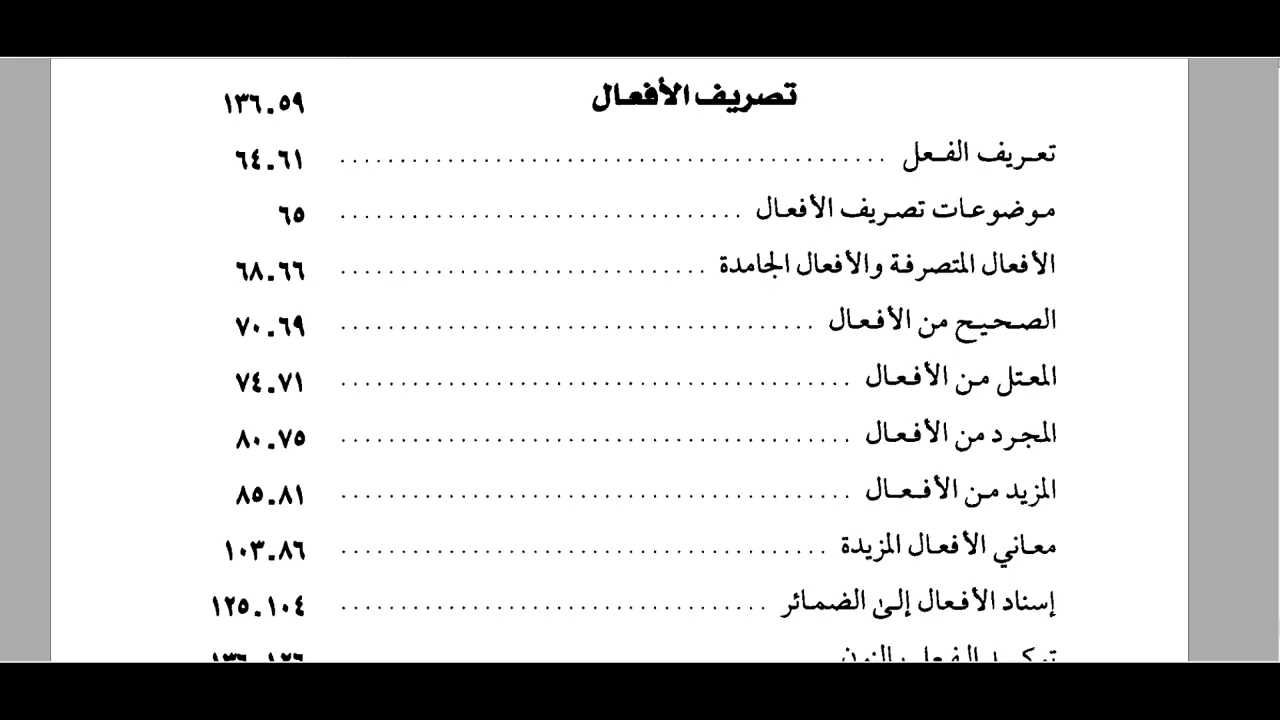 تصريف الأفعال ١٣٦.٥٩
تعريف الفعل ........ ٦٤.٦١
موضوعات تصريف الأفعال ........ ٦٥
الأفعال المتصرفة والأفعال الجامدة ........ ٦٨.٦٦
الصحيح من الأفعال ........ ٧٠.٦٩
المعتل من الأفعال ........ ٧٤.٧١
المجرد من الأفعال ........ ٨٠.٧٥
المزيد من الأفعال ........ ٨٥.٨١
معاني الأفعال المزيدة ........ ١٠٣.٨٦
إسناد الأفعال إلى الضمائر ........ ١٢٥.١٠٤